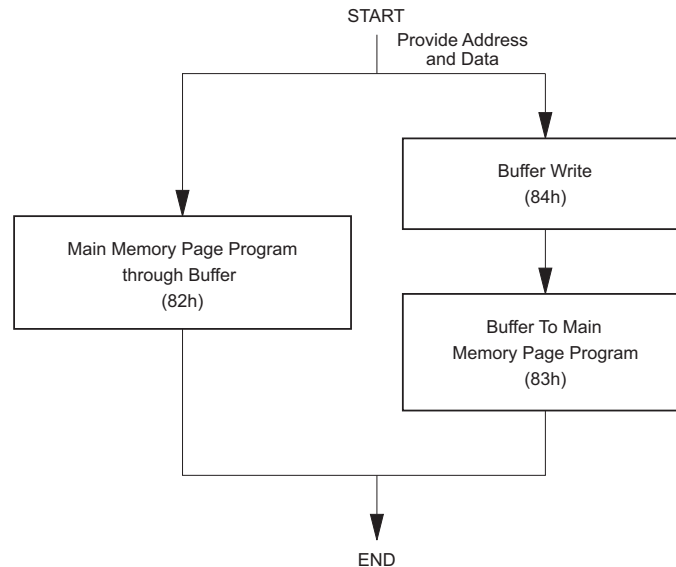 START
Provide Address
and Data
Buffer Write
(84h)
Main Memory Page Program
through Buffer
(82h)
Buffer To Main
Memory Page Program
(83h)
END